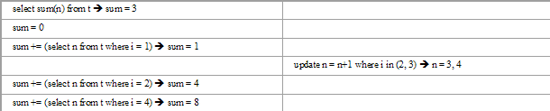 select sum(n) from t → sum = 3
sum = 0
sum += (select n from t where i = 1) → sum = 1
update n = n+1 where i in (2, 3) → n = 3, 4
sum += (select n from t where i = 2) → sum = 4
sum += (select n from t where i = 4) → sum = 8